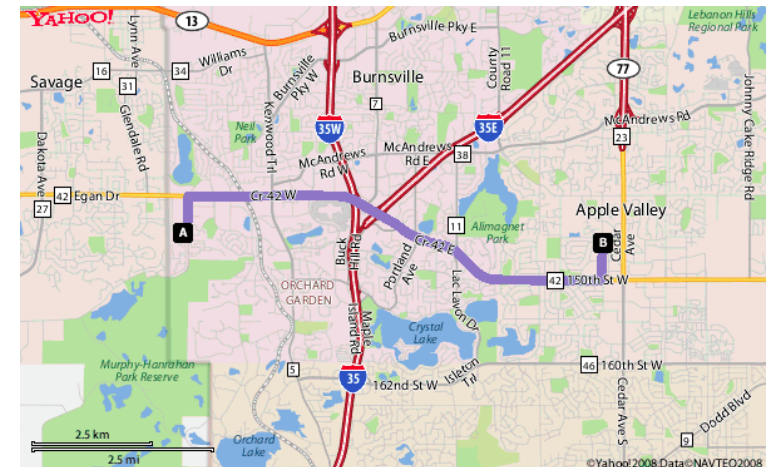 YAHOO!
13
Lebanon Hills
Regional Park
Lynn Ave
Williams
Dr
Burnsville
Pky W
Burnsville Pky E
County
Road 11
77
Savage
16
31
34
Burnsville
7
Glendale Rd
Kenwood Trl
Johnny Cake Ridge Rd
35W
35E
McAndrews Rd
Neil
Park
23
Dakota Ave
McAndrews
Rd W
McAndrews
Rd E
38
42
Egan Dr
27
Cr 42 W
Apple Valley
A
11
Alimagnet
Park
B
Cedar
Ave
Buck
Hill Rd
Cr 42 E
Portland
Ave
42
150th St W
ORCHARD
GARDEN
Lac Lavon Dr
Maple
Island Rd
Crystal
Lake
Murphy-Hanrahan
Park Reserve
5
35
162nd St W
Isleton
Trl
46
160th St W
Cedar Ave S
Dodd Blvd
9
2.5 km
2.5 mi
Orchard
Lake
©Yahoo!2008 Data©NAVTEQ2008